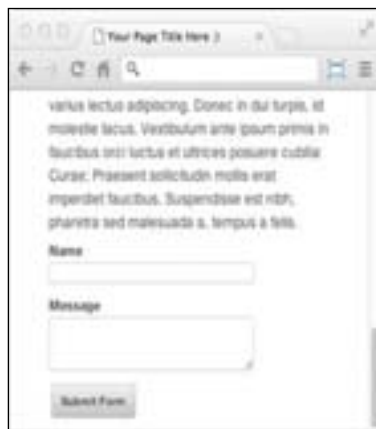 Your Page Title Here :)
varius lectus adipiscing. Donec in dui turpis, id
molestie lacus. Vestibulum ante ipsum primis in
faucibus orci luctus et ultrices posuere cubilia
Curae; Praesent sollicitudin mollis erat
imperdiet faucibus. Suspendisse est nibh,
pharetra sed malesuada a, tempus a felis.
Name
Message
Submit Form